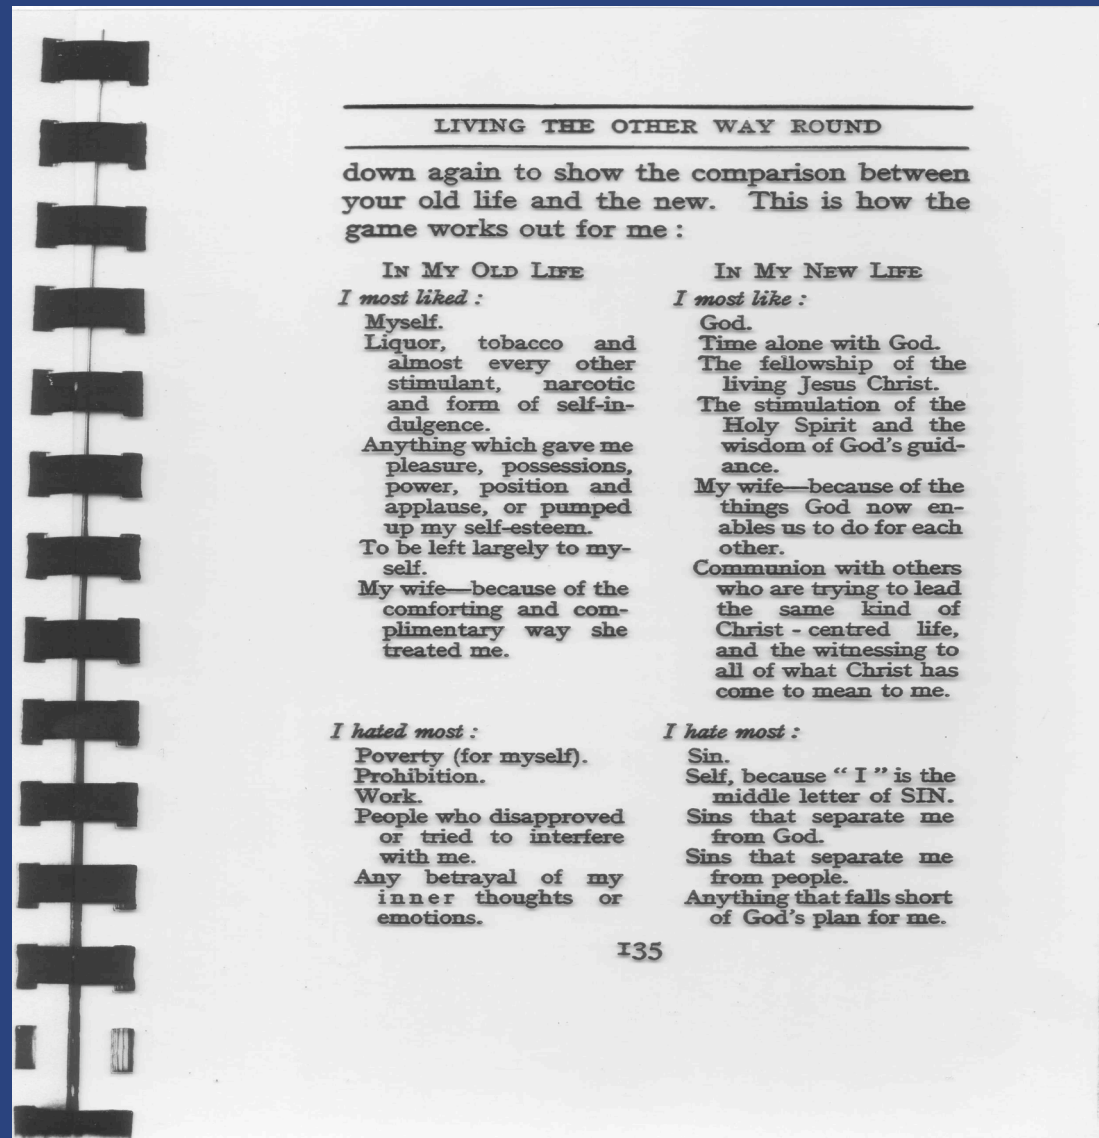 LIVING THE OTHER WAY ROUND
down again to show the comparison between
your old life and the new. This is how the
game works out for me :
IN MY OLD LIFE
I most liked :
Myself.
Liquor, tobacco and
almost every other
stimulant, narcotic
and form of self-in-
dulgence.
Anything which gave me
pleasure, possessions,
power, position and
applause, or pumped
up my self-esteem.
To be left largely to my-
self.
My wife—because of the
comforting and com-
plimentary way she
treated me.
I hated most :
Poverty (for myself).
Prohibition.
Work.
People who disapproved
or tried to interfere
with me.
Any betrayal of my
inner thoughts or
emotions.
IN MY NEW LIFE
I most like :
God.
Time alone with God.
The fellowship of the
living Jesus Christ.
The stimulation of the
Holy Spirit and the
wisdom of God's guid-
ance.
My wife—because of the
things God now en-
ables us to do for each
other.
Communion with others
who are trying to lead
the same kind of
Christ - centred life,
and the witnessing to
all of what Christ has
come to mean to me.
I hate most :
Sin.
Self, because “ I ” is the
middle letter of SIN.
Sins that separate me
from God.
Sins that separate me
from people.
Anything that falls short
of God's plan for me.
135